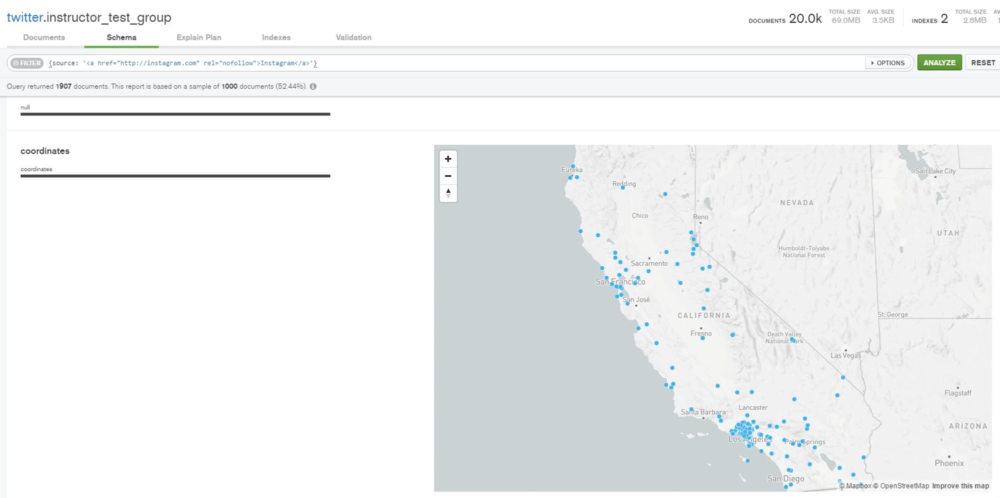 twitter.instructor_test_group
DOCUMENTS 20.0k TOTAL SIZE 69.0MB AVG. SIZE 3.5KB INDEXES 2 TOTAL SIZE 2.8MB AV
Documents Schema Explain Plan Indexes Validation
FILTER {source: '<a href="http://instagram.com" rel="nofollow">Instagram</a>'} OPTIONS ANALYZE RESET
Query returned 1907 documents. This report is based on a sample of 1000 documents (52.44%).
null
coordinates
coordinates
Eureka
Salt Lake City
Redding
NEVADA
Chico
Reno
UTAH
Humboldt-Toiyabe
National Forest
Sacramento
San Francisco
San José
St. George
CALIFORNIA
Fresno
Death Valley
National Park
Las Vegas
Flagstaff
Lancaster
Santa Barbara
ARIZONA
Los Angeles
Palm Springs
Phoenix
San Diego
© Mapbox © OpenStreetMap Improve this map